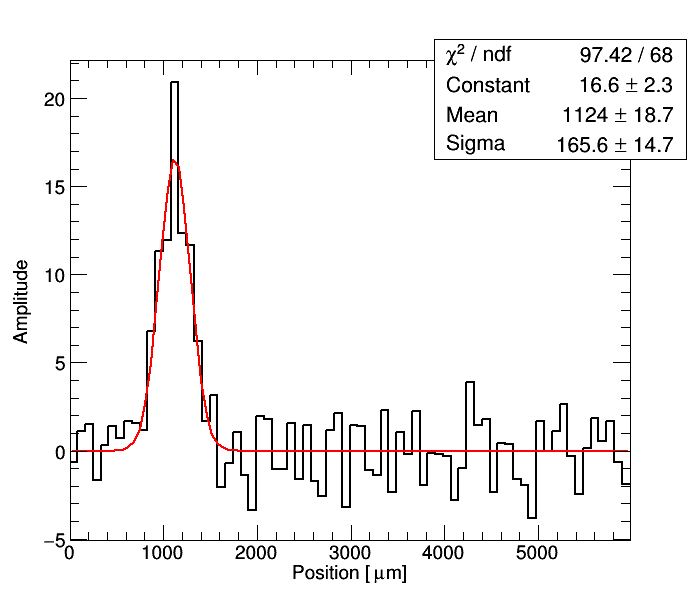 χ² / ndf 97.42 / 68
Constant 16.6 ± 2.3
Mean 1124 ± 18.7
Sigma 165.6 ± 14.7
20
15
10
5
0
−5
Amplitude
0 1000 2000 3000 4000 5000
Position [ μm]